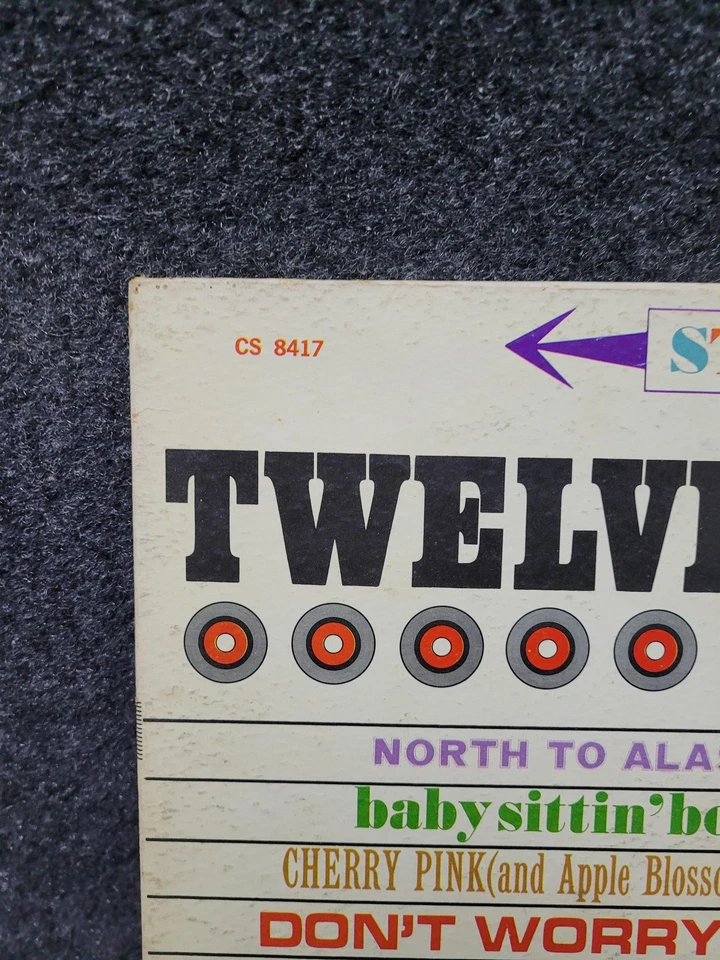 CS 8417
ST
TWELV
NORTH TO ALAS
baby sittin' bo
CHERRY PINK (and Apple Blosso
DON'T WORRY